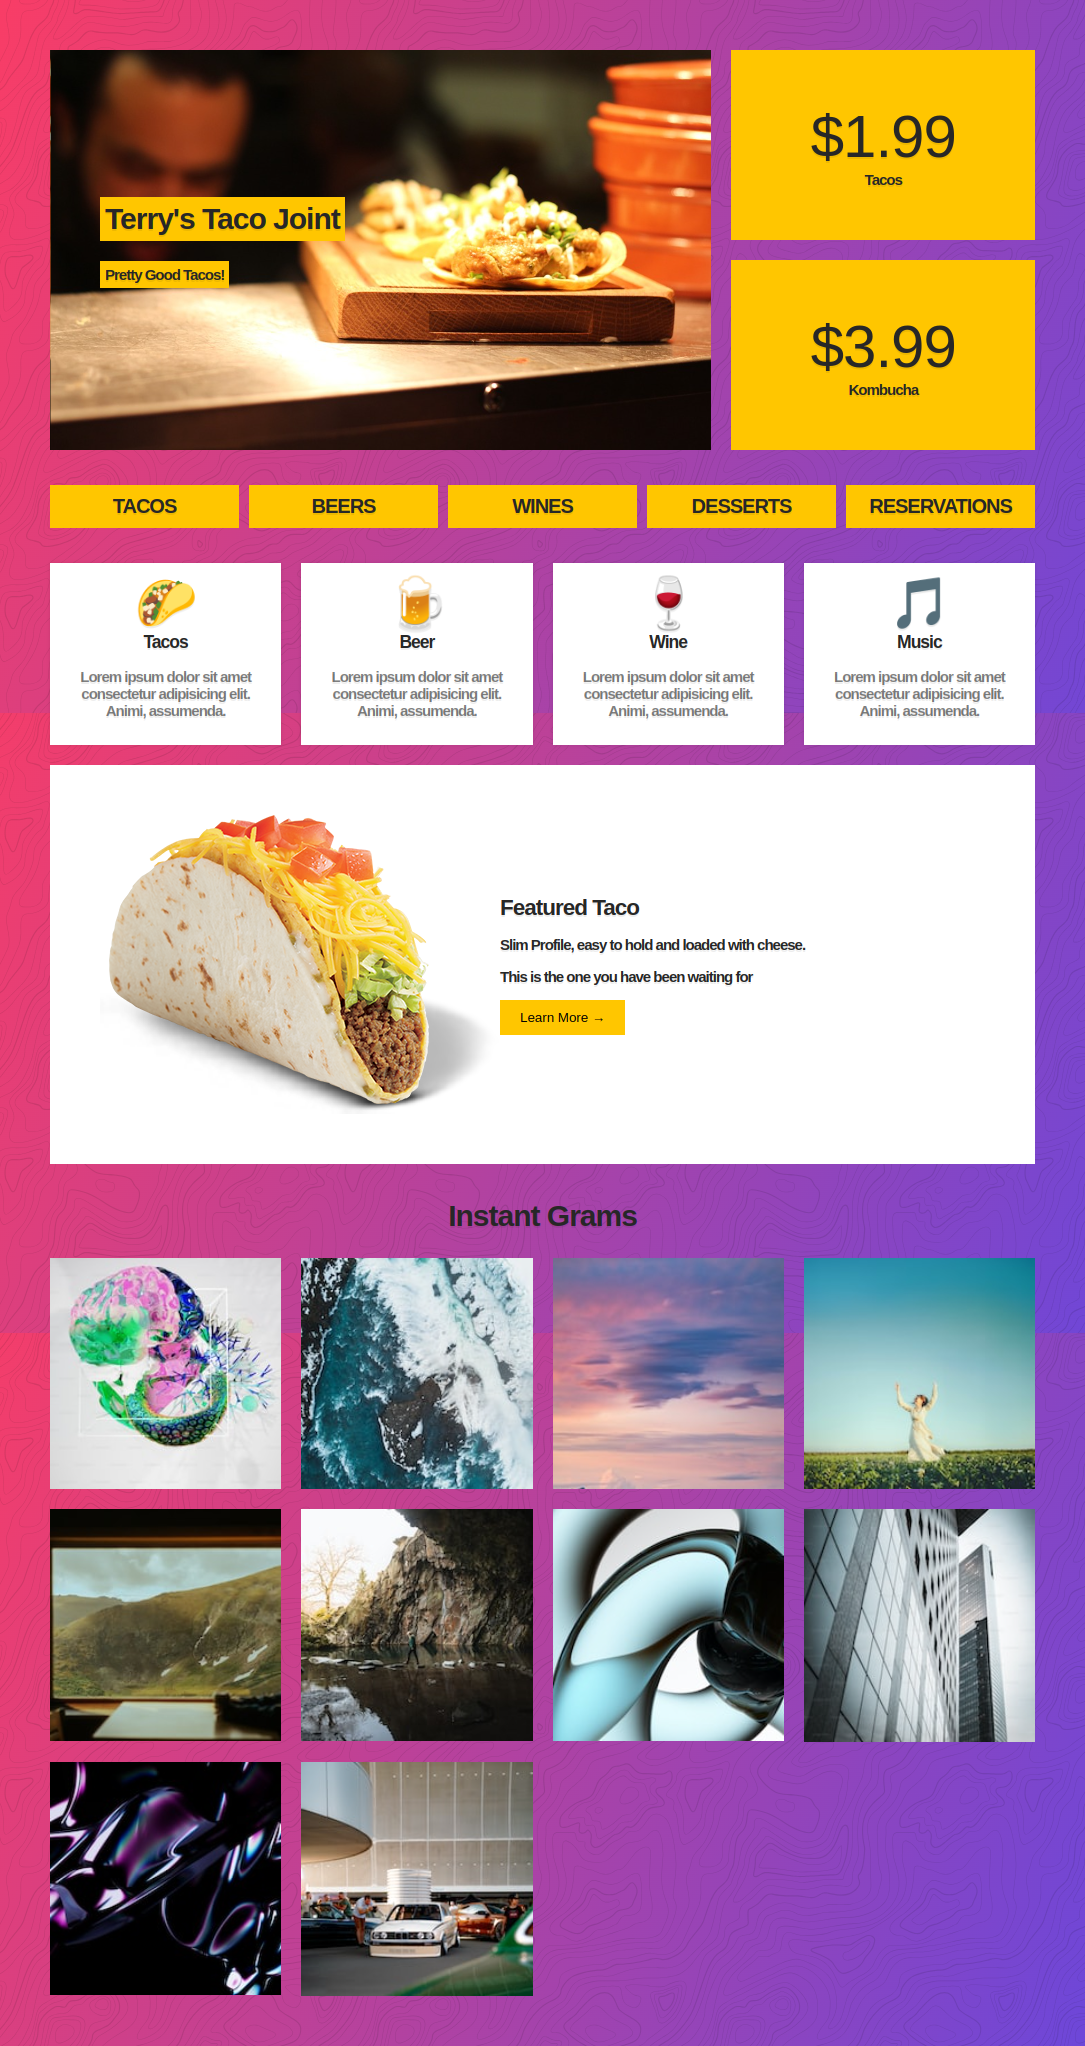 Terry's Taco Joint
Pretty Good Tacos!
$1.99
Tacos
$3.99
Kombucha
TACOS
BEERS
WINES
DESSERTS
RESERVATIONS
Tacos
Lorem ipsum dolor sit amet
consectetur adipisicing elit.
Animi, assumenda.
Beer
Lorem ipsum dolor sit amet
consectetur adipisicing elit.
Animi, assumenda.
Wine
Lorem ipsum dolor sit amet
consectetur adipisicing elit.
Animi, assumenda.
Music
Lorem ipsum dolor sit amet
consectetur adipisicing elit.
Animi, assumenda.
Featured Taco
Slim Profile, easy to hold and loaded with cheese.
This is the one you have been waiting for
Learn More →
Instant Grams